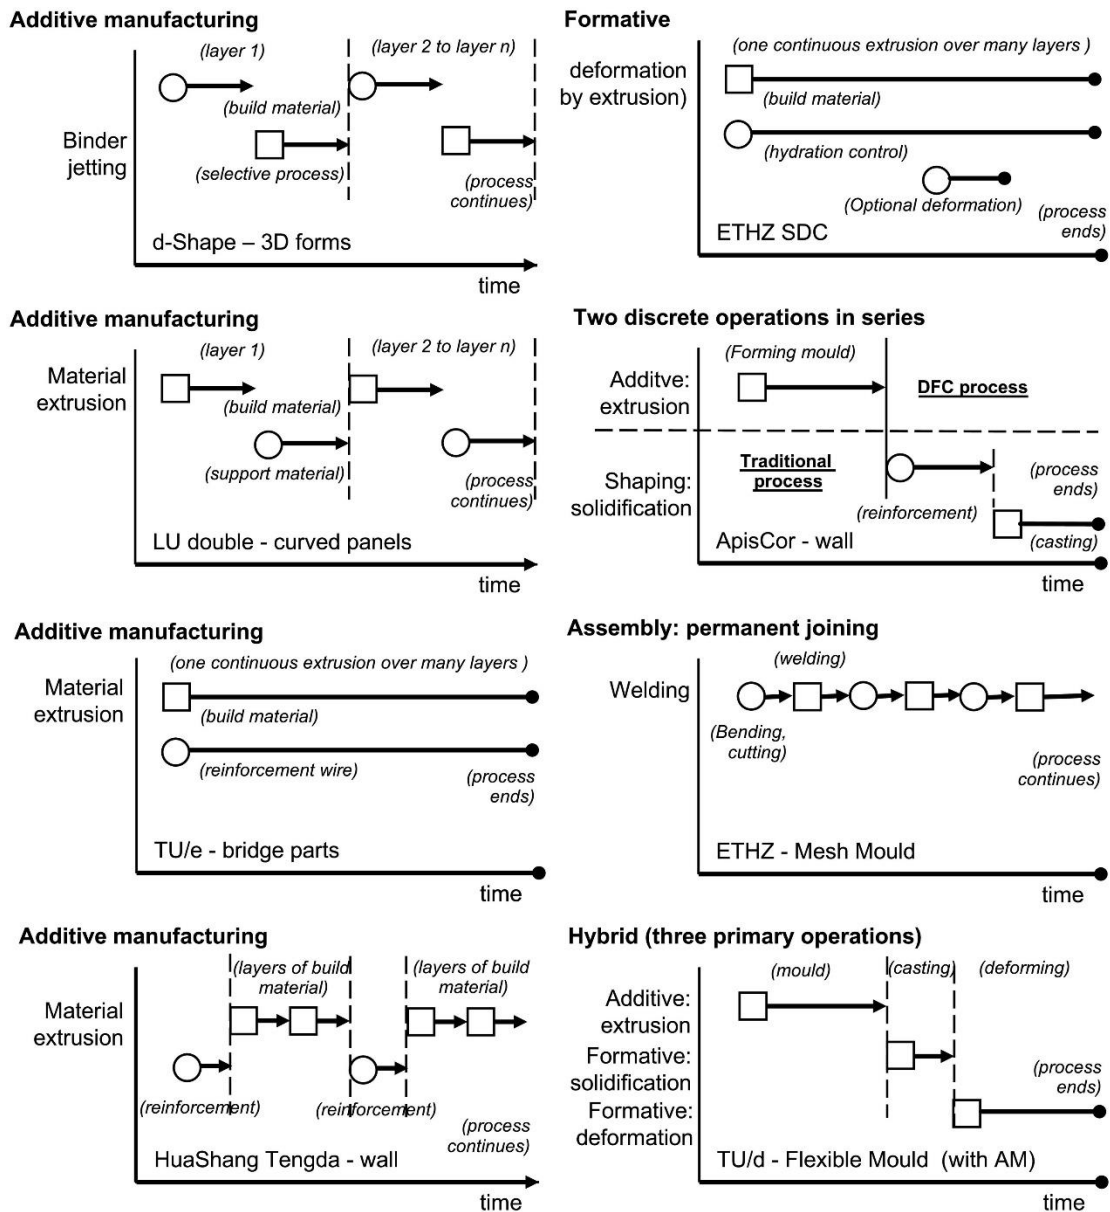 Additive manufacturing
(layer 1)
(layer 2 to layer n)
(build material)
Binder
jetting
(selective process)
(process
continues)
d-Shape – 3D forms
time
Formative
(one continuous extrusion over many layers )
deformation
by extrusion)
(build material)
(hydration control)
(Optional deformation)
(process
ends)
ETHZ SDC
time
Additive manufacturing
(layer 1)
(layer 2 to layer n)
Material
extrusion
(build material)
(support material)
(process
continues)
LU double - curved panels
time
Two discrete operations in series
(Forming mould)
Additve:
extrusion
DFC process
Traditional
process
Shaping:
solidification
(process
ends)
(reinforcement)
(casting)
ApisCor - wall
time
Additive manufacturing
(one continuous extrusion over many layers )
Material
extrusion
(build material)
(reinforcement wire)
(process
ends)
TU/e - bridge parts
time
Assembly: permanent joining
(welding)
Welding
(Bending,
cutting)
(process
continues)
ETHZ - Mesh Mould
time
Additive manufacturing
(layers of build
material)
(layers of build
material)
Material
extrusion
(reinforcement)
(reinforcement)
(process
continues)
HuaShang Tengda - wall
time
Hybrid (three primary operations)
(mould)
(casting)
(deforming)
Additive:
extrusion
Formative:
solidification
Formative:
deformation
(process
ends)
TU/d - Flexible Mould  (with AM)
time